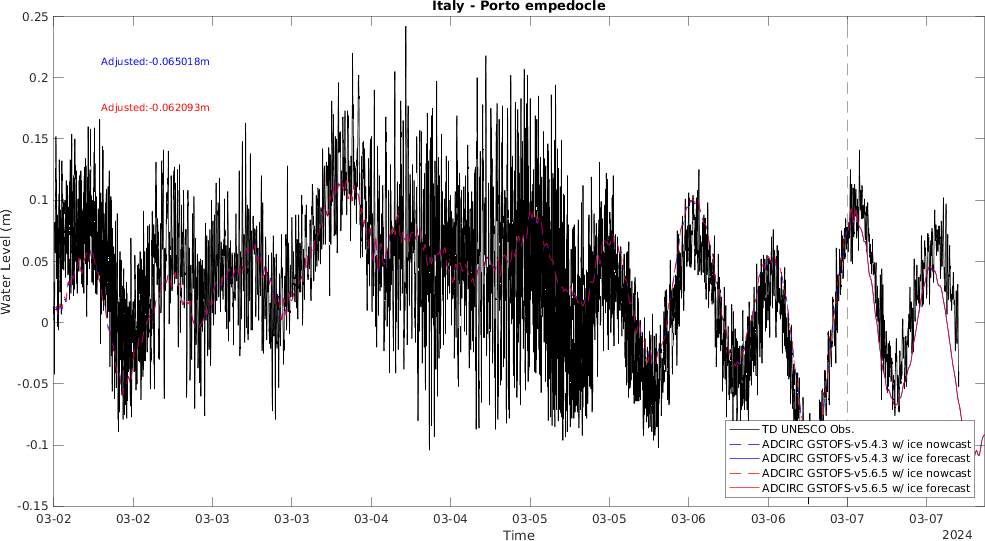 Italy - Porto empedocle
0.25
0.2
0.15
0.1
0.05
0
-0.05
-0.1
-0.15
Water Level (m)
Adjusted:-0.065018m
Adjusted:-0.062093m
TD UNESCO Obs.
ADCIRC GSTOFS-v5.4.3 w/ ice nowcast
ADCIRC GSTOFS-v5.4.3 w/ ice forecast
ADCIRC GSTOFS-v5.6.5 w/ ice nowcast
ADCIRC GSTOFS-v5.6.5 w/ ice forecast
03-02 03-02 03-03 03-03 03-04 03-04 03-05 03-05 03-06 03-06 03-07 03-07
Time
2024